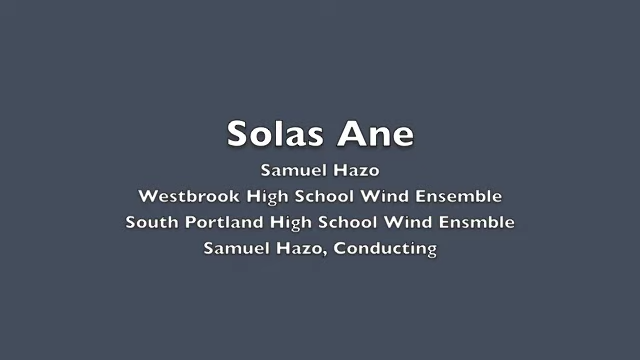 Solas Ane
Samuel Hazo
Westbrook High School Wind Ensemble
South Portland High School Wind Ensmble
Samuel Hazo, Conducting